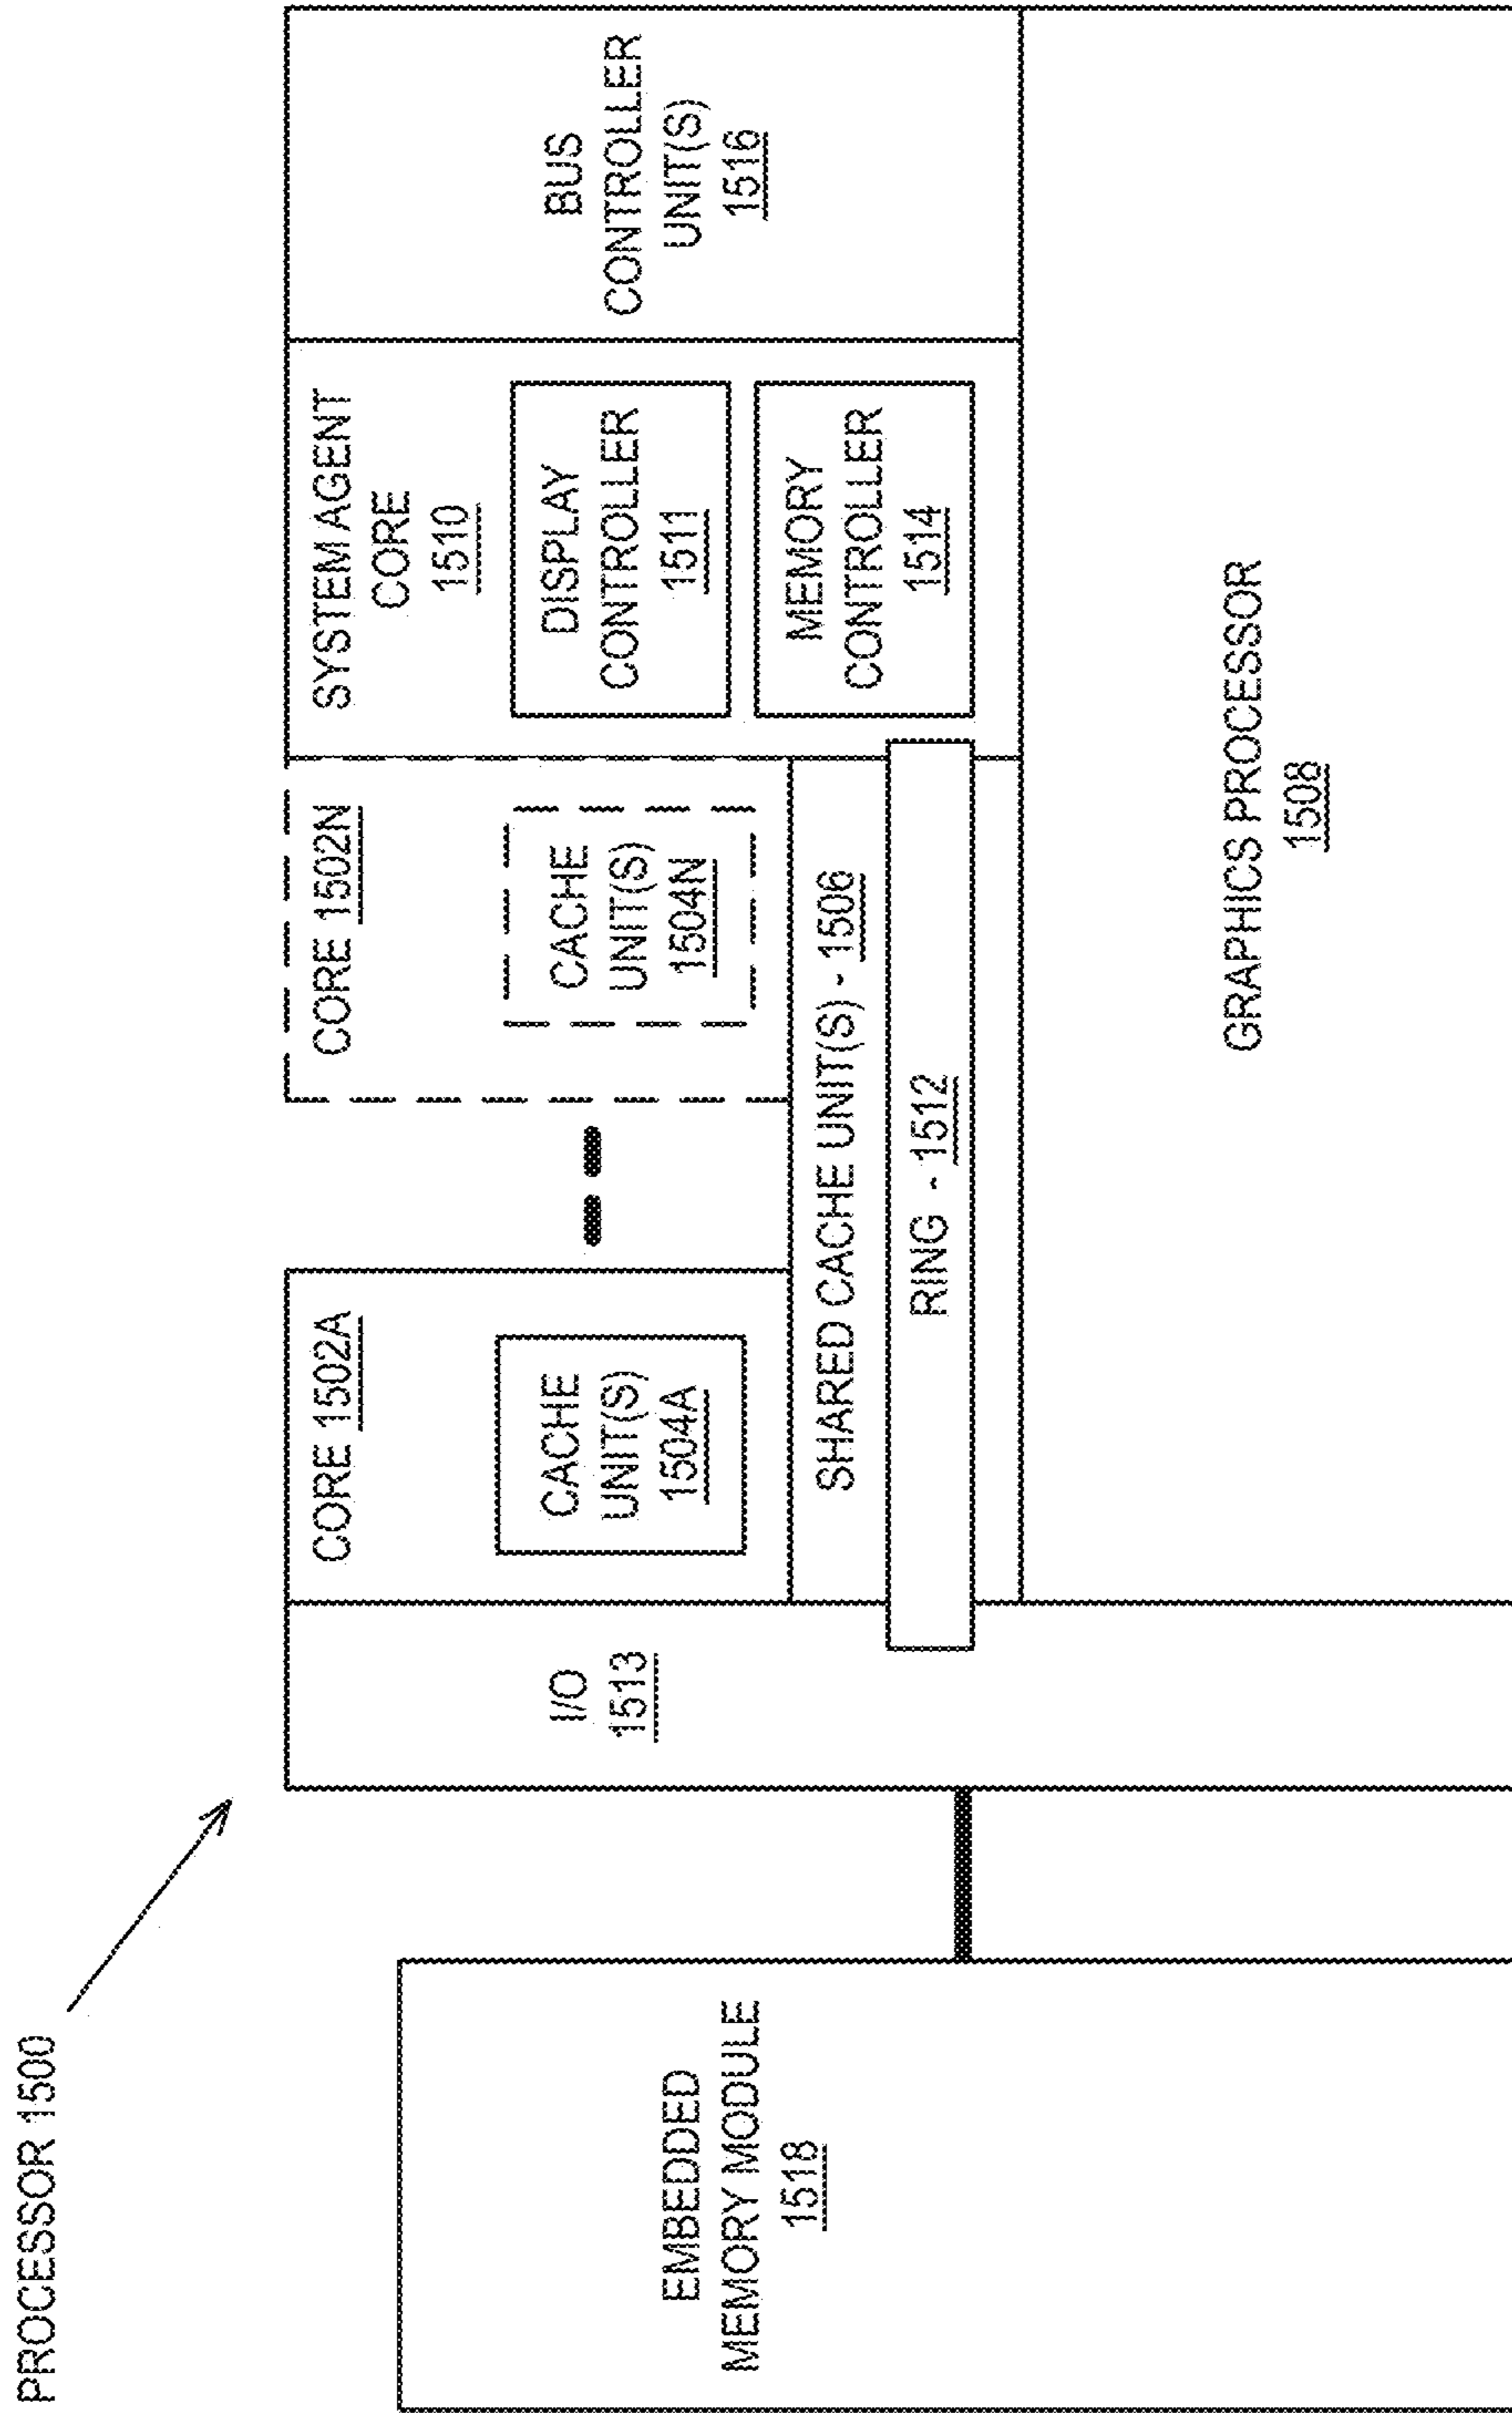 PROCESSOR 1500
EMBEDDED
MEMORY MODULE
1518
I/O
1513
CORE 1502A
CACHE
UNIT(S)
1504A
CORE 1502N
CACHE
UNIT(S)
1504N
SHARED CACHE UNIT(S) - 1506
RING - 1512
SYSTEM AGENT
CORE
1510
DISPLAY
CONTROLLER
1511
MEMORY
CONTROLLER
1514
BUS
CONTROLLER
UNIT(S)
1516
GRAPHICS PROCESSOR
1508